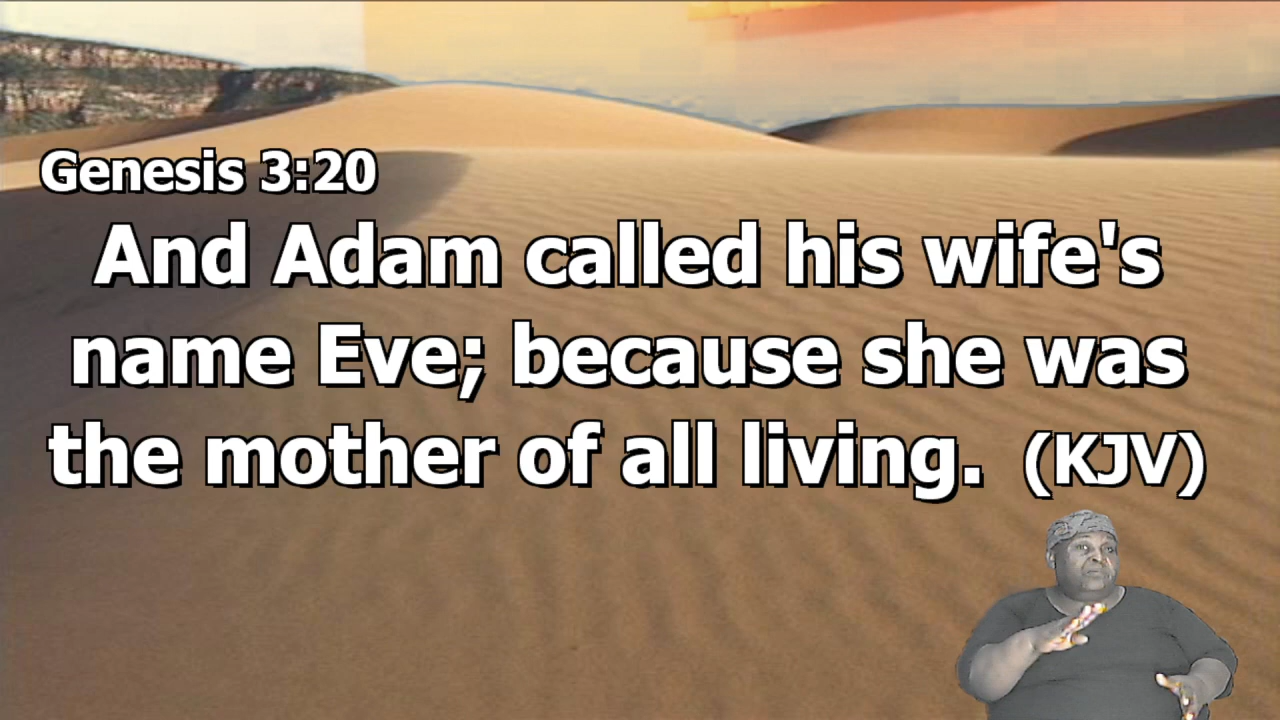 Genesis 3:20
And Adam called his wife's
name Eve; because she was
the mother of all living. (KJV)